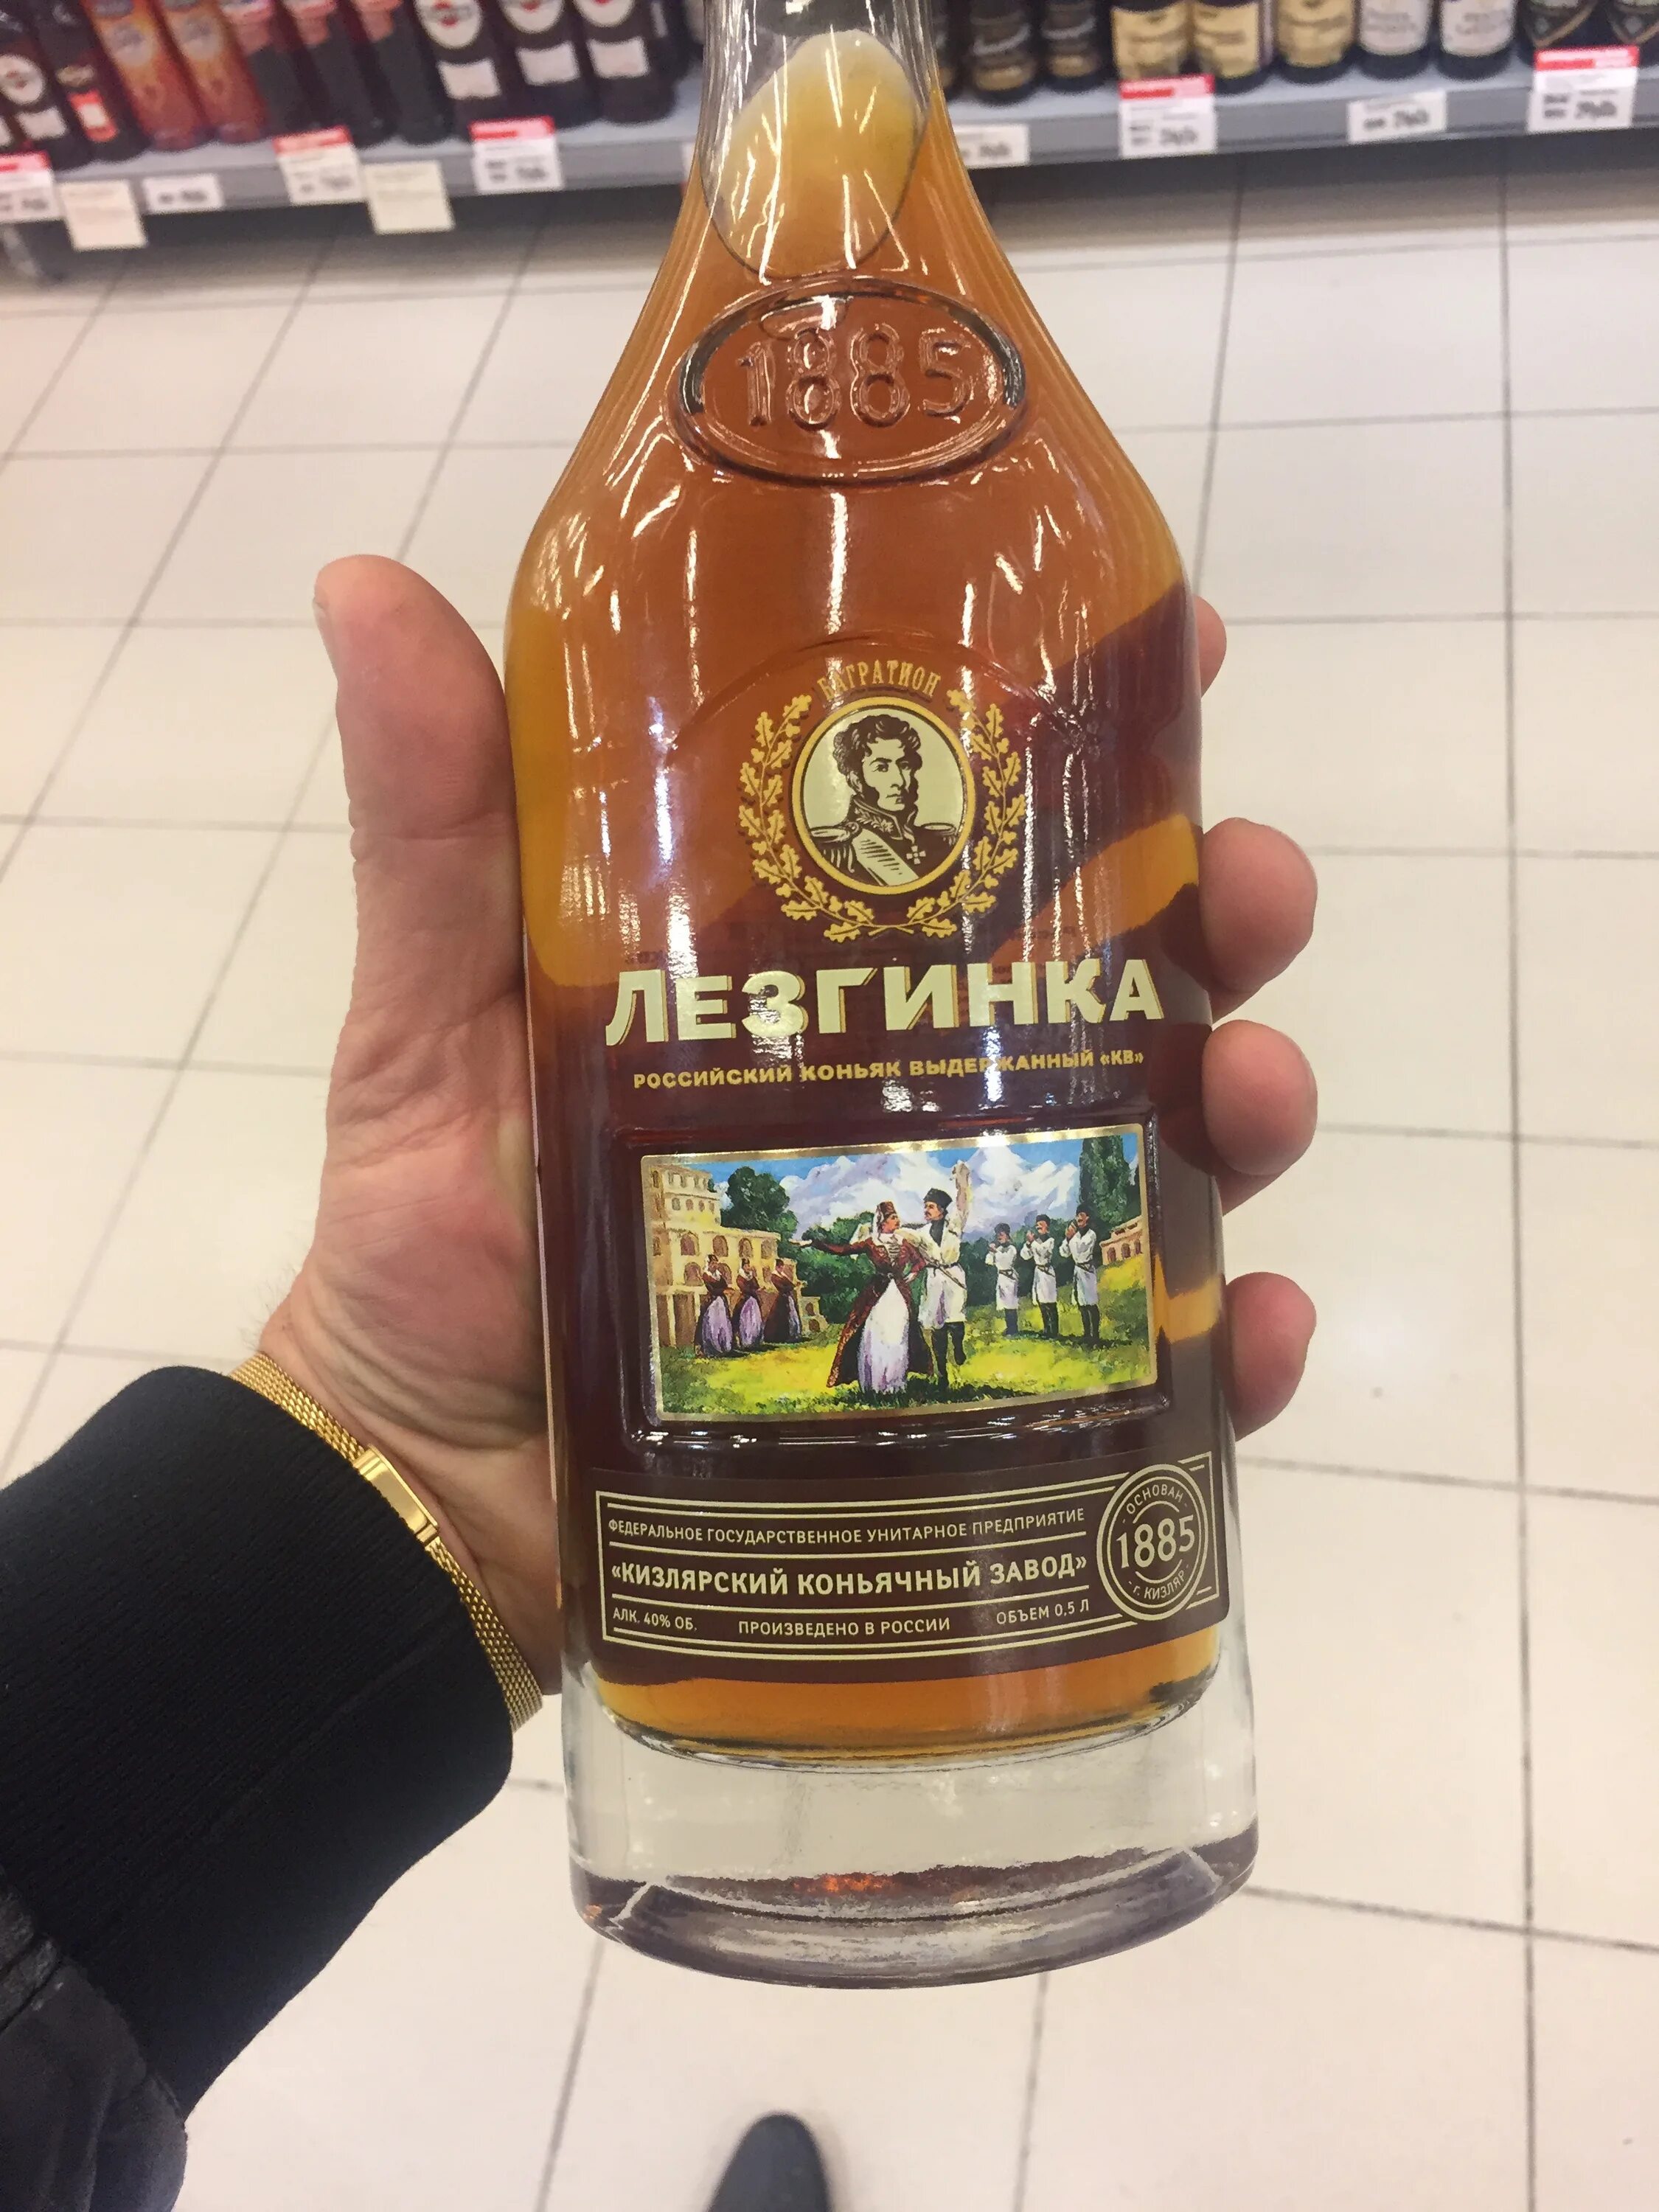 1885
БАГРАТИОН
ЛЕЗГИНКА
РОССИЙСКИЙ КОНЬЯК ВЫДЕРЖАННЫЙ «КВ»
ФЕДЕРАЛЬНОЕ ГОСУДАРСТВЕННОЕ УНИТАРНОЕ ПРЕДПРИЯТИЕ
«КИЗЛЯРСКИЙ КОНЬЯЧНЫЙ ЗАВОД»
АЛК. 40% ОБ. ПРОИЗВЕДЕНО В РОССИИ ОБЪЕМ 0,5 Л
· ОСНОВАН ·
1885
- Г. КИЗЛЯР -